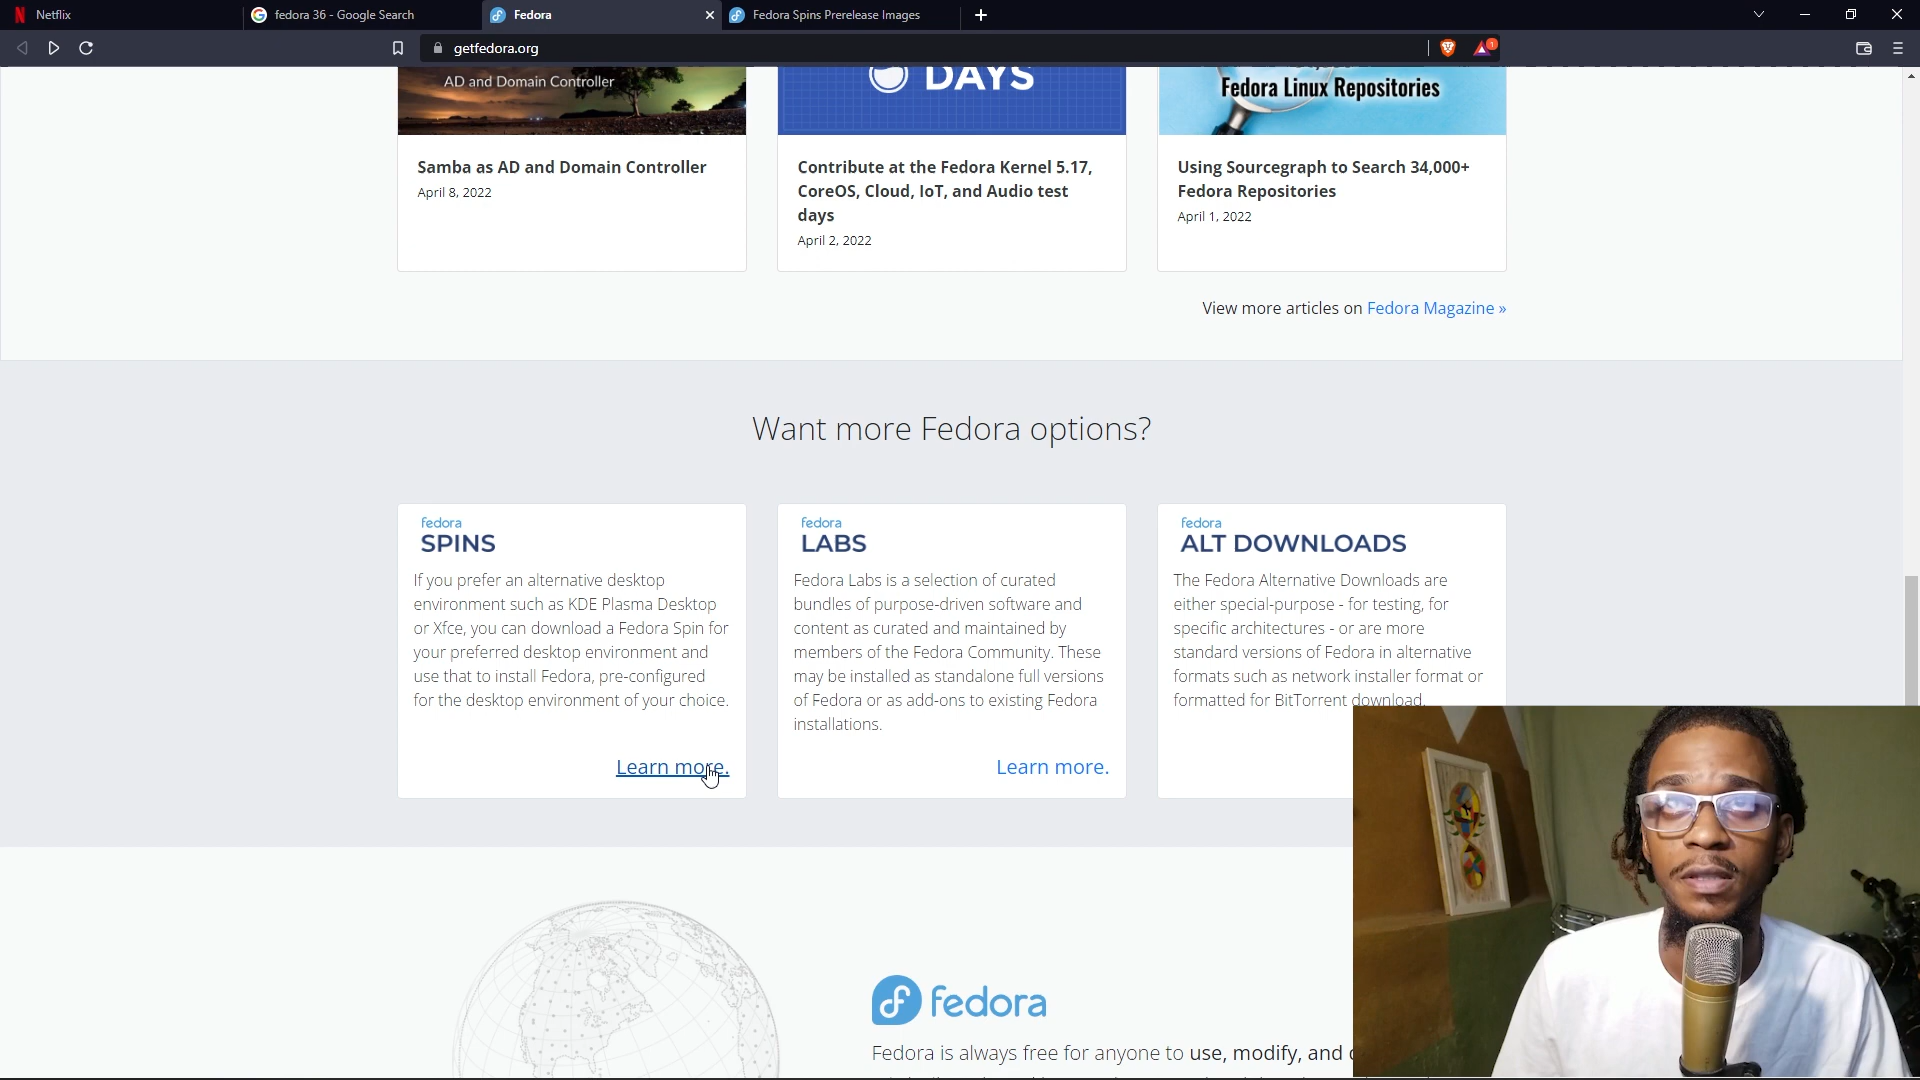 Netflix
fedora 36 - Google Search
Fedora
Fedora Spins Prerelease Images
getfedora.org
1
AD and Domain Controller
DAYS
Fedora Linux Repositories
Samba as AD and Domain Controller
April 8, 2022
Contribute at the Fedora Kernel 5.17,
CoreOS, Cloud, IoT, and Audio test
days
April 2, 2022
Using Sourcegraph to Search 34,000+
Fedora Repositories
April 1, 2022
View more articles on Fedora Magazine »
Want more Fedora options?
fedora
SPINS
If you prefer an alternative desktop
environment such as KDE Plasma Desktop
or Xfce, you can download a Fedora Spin for
your preferred desktop environment and
use that to install Fedora, pre-configured
for the desktop environment of your choice.
Learn more.
fedora
LABS
Fedora Labs is a selection of curated
bundles of purpose-driven software and
content as curated and maintained by
members of the Fedora Community. These
may be installed as standalone full versions
of Fedora or as add-ons to existing Fedora
installations.
Learn more.
fedora
ALT DOWNLOADS
The Fedora Alternative Downloads are
either special-purpose - for testing, for
specific architectures - or are more
standard versions of Fedora in alternative
formats such as network installer format or
formatted for BitTorrent download.
fedora
Fedora is always free for anyone to use, modify, and